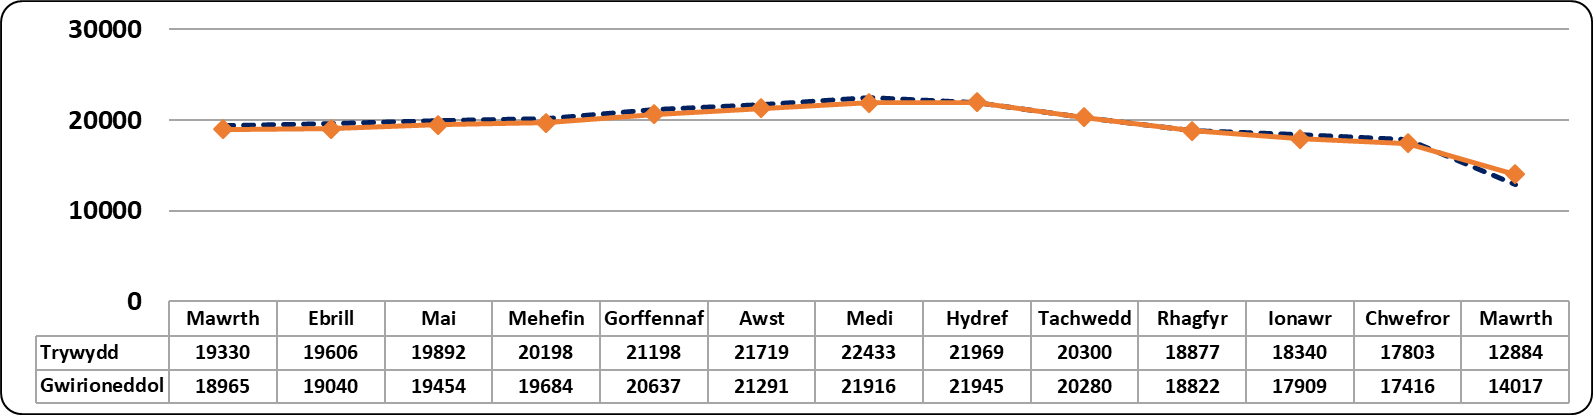 30000
20000
10000
0
Mawrth Ebrill Mai Mehefin Gorffennaf Awst Medi Hydref Tachwedd Rhagfyr Ionawr Chwefror Mawrth
Trywydd 19330 19606 19892 20198 21198 21719 22433 21969 20300 18877 18340 17803 12884
Gwirioneddol 18965 19040 19454 19684 20637 21291 21916 21945 20280 18822 17909 17416 14017